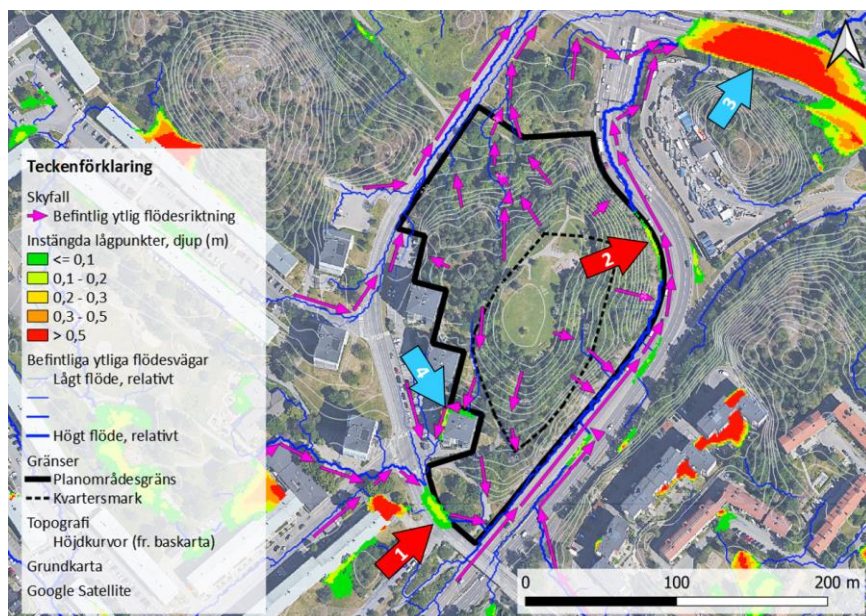 Teckenförklaring
Skyfall
Befintlig ytlig flödesriktning
Instängda lågpunkter, djup (m)
<= 0,1
0,1 - 0,2
0,2 - 0,3
0,3 - 0,5
> 0,5
Befintliga ytliga flödesvägar
Lågt flöde, relativt
Högt flöde, relativt
Gränser
Planområdesgräns
Kvartersmark
Topografi
Höjdkurvor (fr. baskarta)
Grundkarta
Google Satellite
3
2
4
1
0 100 200 m